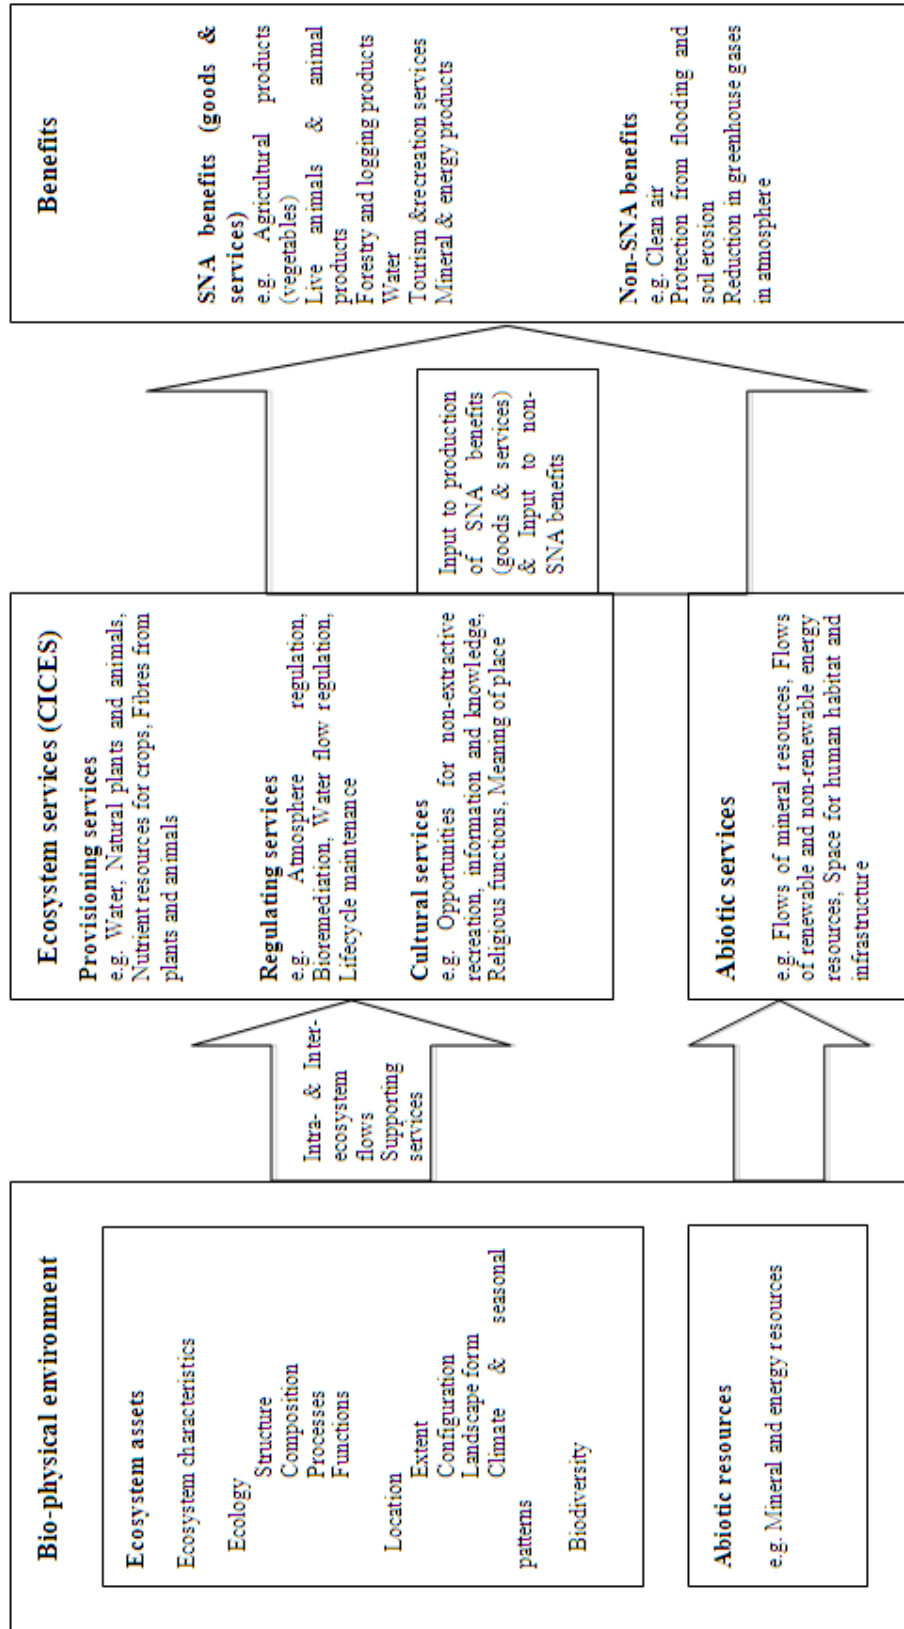 Bio-physical environment
Ecosystem assets
Ecosystem characteristics
Ecology
Structure
Composition
Processes
Functions
Location
Extent
Configuration
Landscape form
Climate & seasonal
patterns
Biodiversity
Abiotic resources
e.g. Mineral and energy resources
Intra- & Inter-
ecosystem
flows
Supporting
services
Ecosystem services (CICES)
Provisioning services
e.g. Water, Natural plants and animals,
Nutrient resources for crops, Fibres from
plants and animals
Regulating services
e.g. Atmosphere regulation,
Bioremediation, Water flow regulation,
Lifecycle maintenance
Cultural services
e.g. Opportunities for non-extractive
recreation, information and knowledge,
Religious functions, Meaning of place
Abiotic services
e.g. Flows of mineral resources, Flows
of renewable and non-renewable energy
resources, Space for human habitat and
infrastructure
Input to production
of SNA benefits
(goods & services)
& Input to non-
SNA benefits
Benefits
SNA benefits (goods &
services)
e.g. Agricultural products
(vegetables)
Live animals & animal
products
Forestry and logging products
Water
Tourism &recreation services
Mineral & energy products
Non-SNA benefits
e.g. Clean air
Protection from flooding and
soil erosion
Reduction in greenhouse gases
in atmosphere